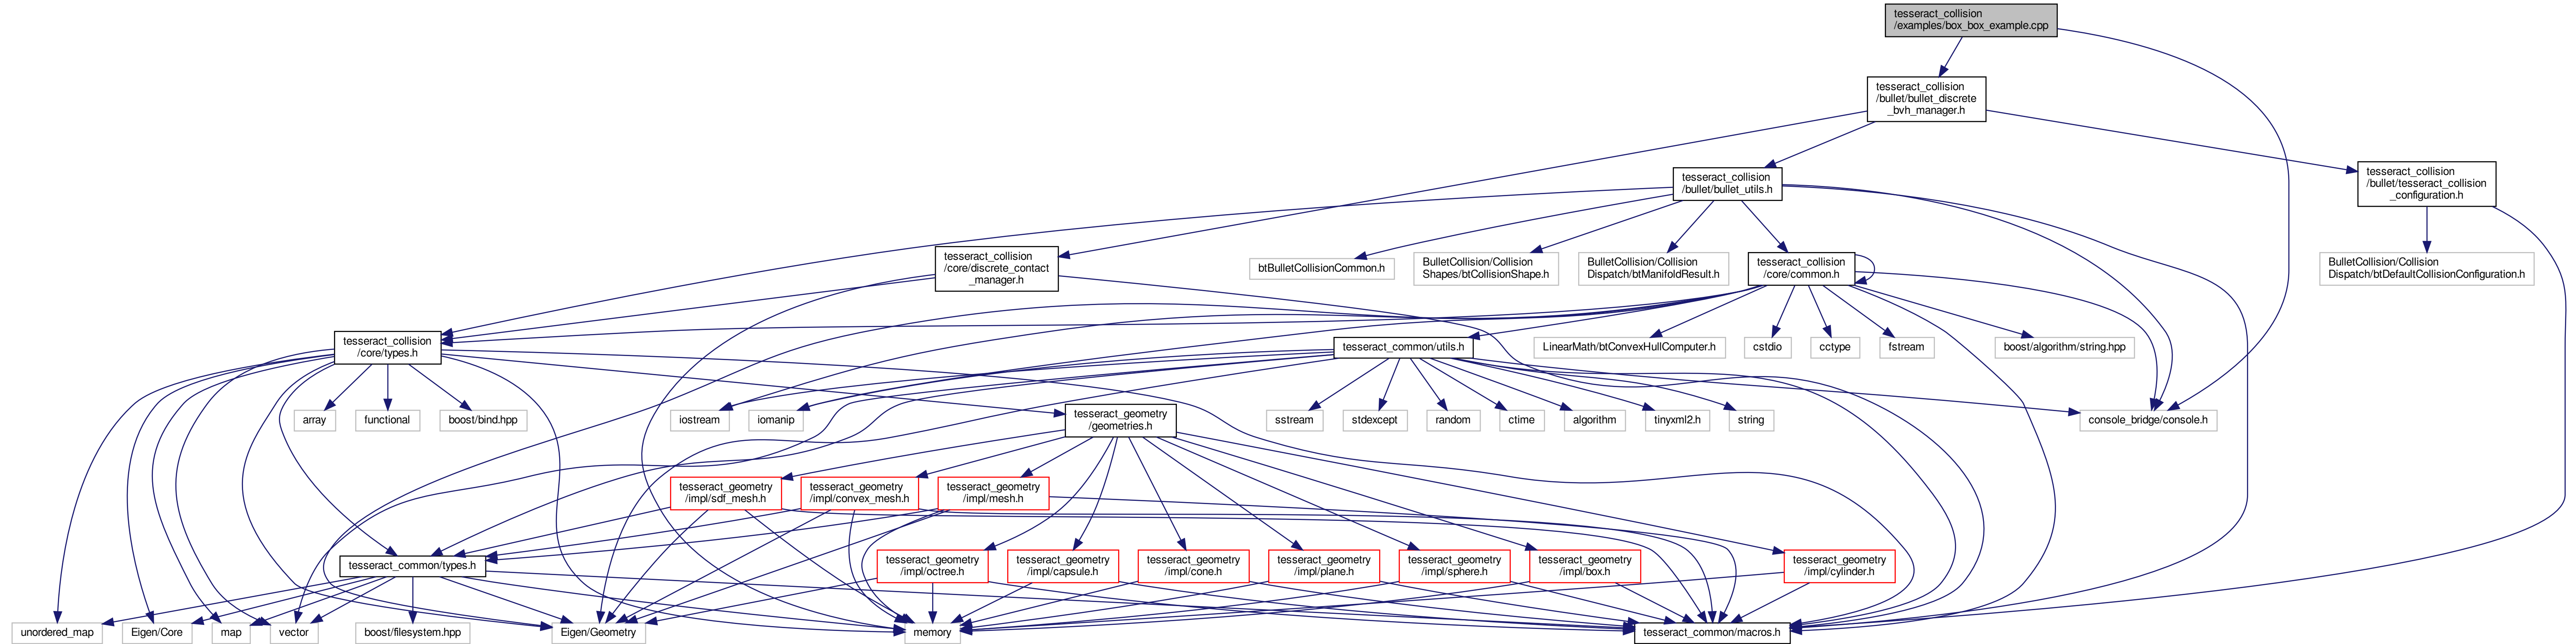 tesseract_collision
/examples/box_box_example.cpp
tesseract_collision
/bullet/bullet_discrete
_bvh_manager.h
tesseract_collision
/bullet/bullet_utils.h
tesseract_collision
/bullet/tesseract_collision
_configuration.h
tesseract_collision
/core/discrete_contact
_manager.h
btBulletCollisionCommon.h
BulletCollision/Collision
Shapes/btCollisionShape.h
BulletCollision/Collision
Dispatch/btManifoldResult.h
tesseract_collision
/core/common.h
BulletCollision/Collision
Dispatch/btDefaultCollisionConfiguration.h
tesseract_collision
/core/types.h
tesseract_common/utils.h
LinearMath/btConvexHullComputer.h
cstdio
cctype
fstream
boost/algorithm/string.hpp
array
functional
boost/bind.hpp
iostream
iomanip
tesseract_geometry
/geometries.h
sstream
stdexcept
random
ctime
algorithm
tinyxml2.h
string
console_bridge/console.h
tesseract_geometry
/impl/sdf_mesh.h
tesseract_geometry
/impl/convex_mesh.h
tesseract_geometry
/impl/mesh.h
tesseract_common/types.h
tesseract_geometry
/impl/octree.h
tesseract_geometry
/impl/capsule.h
tesseract_geometry
/impl/cone.h
tesseract_geometry
/impl/plane.h
tesseract_geometry
/impl/sphere.h
tesseract_geometry
/impl/box.h
tesseract_geometry
/impl/cylinder.h
unordered_map
Eigen/Core
map
vector
boost/filesystem.hpp
Eigen/Geometry
memory
tesseract_common/macros.h